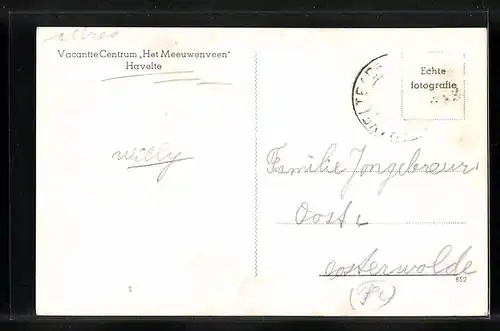 Vacantie Centrum „Het Meeuwenveen"
Havelte
Echte
fotografie
Willy
Familie Jongebreur
Oost
Oosterwolde
(Fr)
852